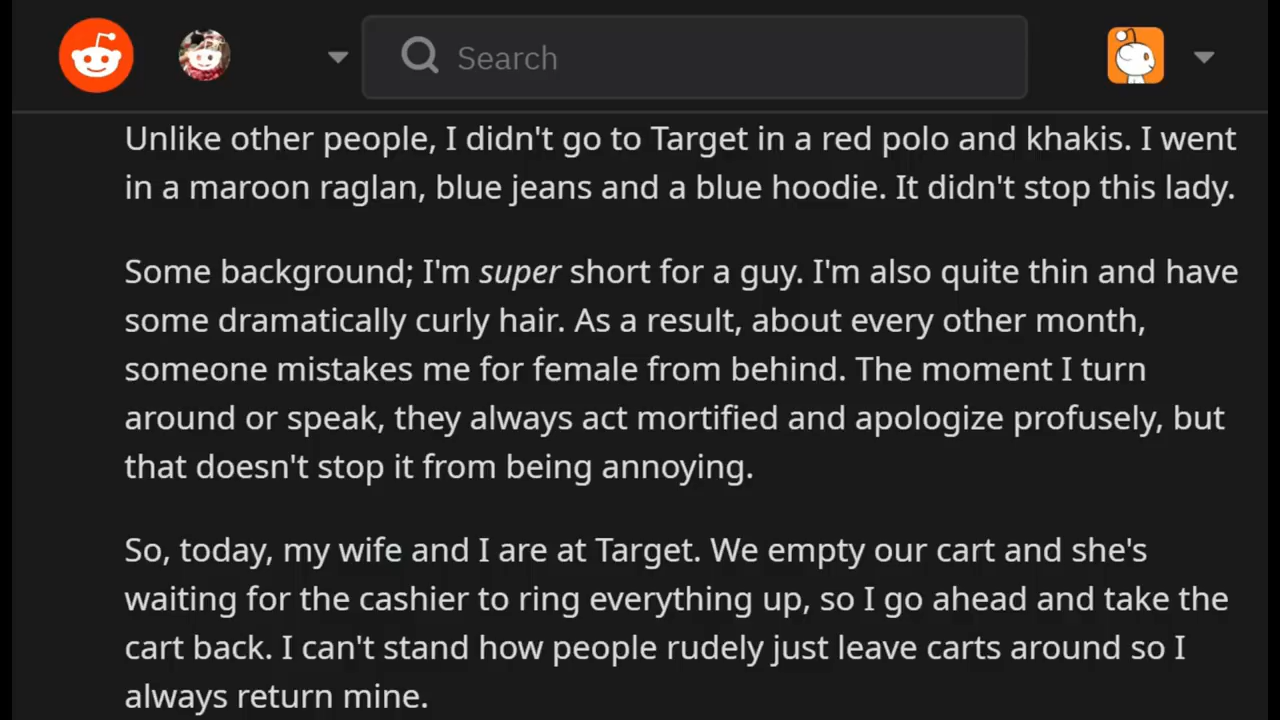 Search
Unlike other people, I didn't go to Target in a red polo and khakis. I went
in a maroon raglan, blue jeans and a blue hoodie. It didn't stop this lady.
Some background; I'm super short for a guy. I'm also quite thin and have
some dramatically curly hair. As a result, about every other month,
someone mistakes me for female from behind. The moment I turn
around or speak, they always act mortified and apologize profusely, but
that doesn't stop it from being annoying.
So, today, my wife and I are at Target. We empty our cart and she's
waiting for the cashier to ring everything up, so I go ahead and take the
cart back. I can't stand how people rudely just leave carts around so I
always return mine.